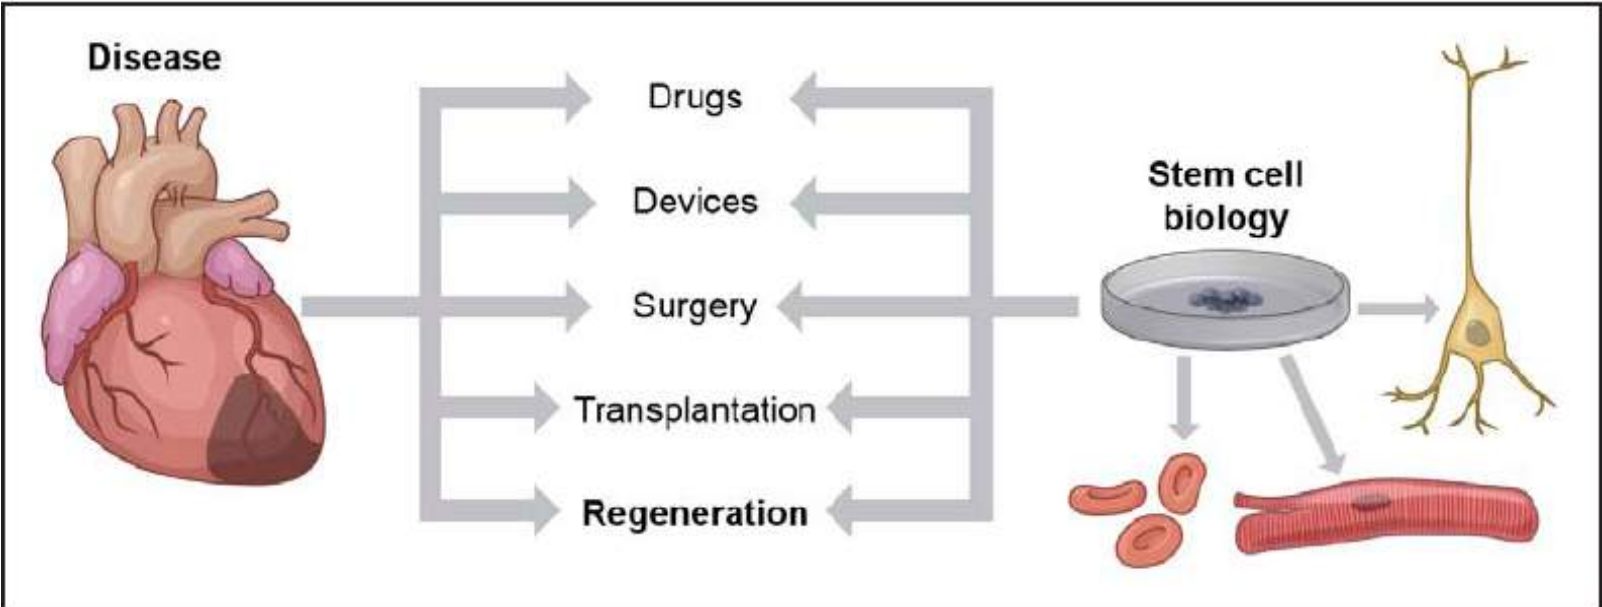 Disease
Drugs
Devices
Surgery
Transplantation
Regeneration
Stem cell
biology